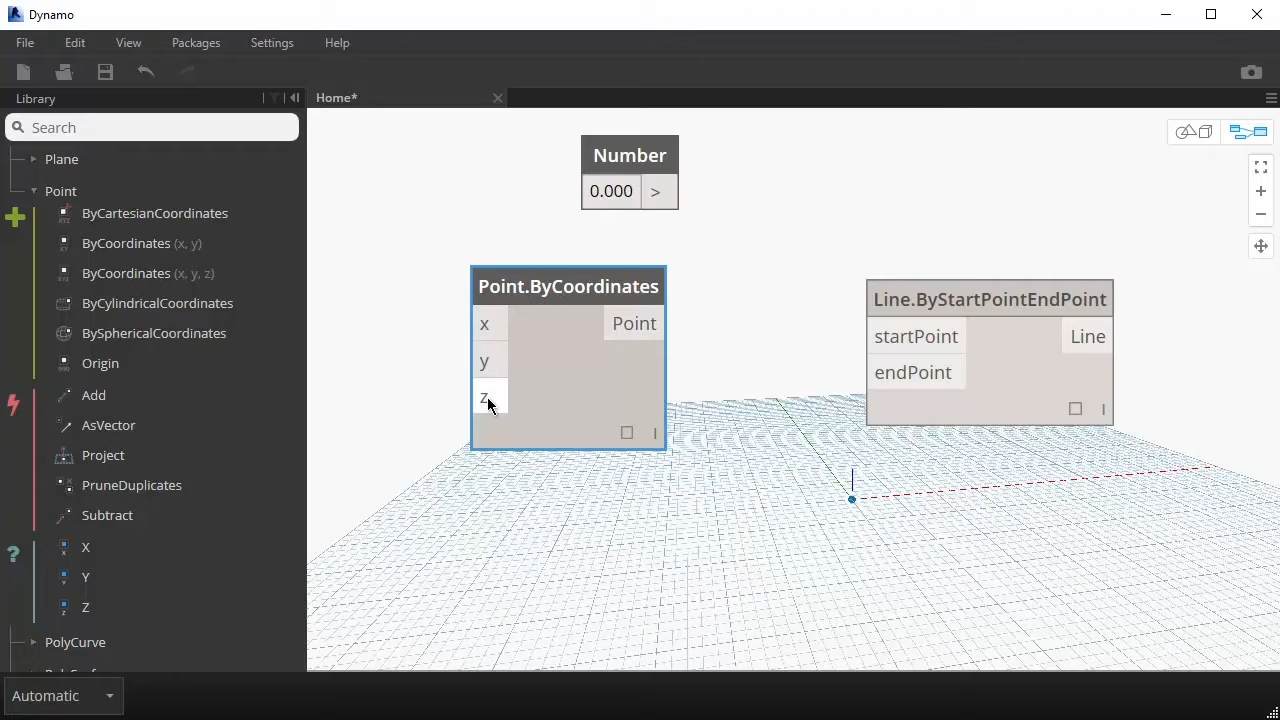 Dynamo
File Edit View Packages Settings Help
Library
Home*
Search
Plane
Point
ByCartesianCoordinates
ByCoordinates (x, y)
ByCoordinates (x, y, z)
ByCylindricalCoordinates
BySphericalCoordinates
Origin
Add
AsVector
Project
PruneDuplicates
Subtract
X
Y
Z
PolyCurve
Number
0.000 >
Point.ByCoordinates
x Point
y
z
Line.ByStartPointEndPoint
startPoint Line
endPoint
Automatic